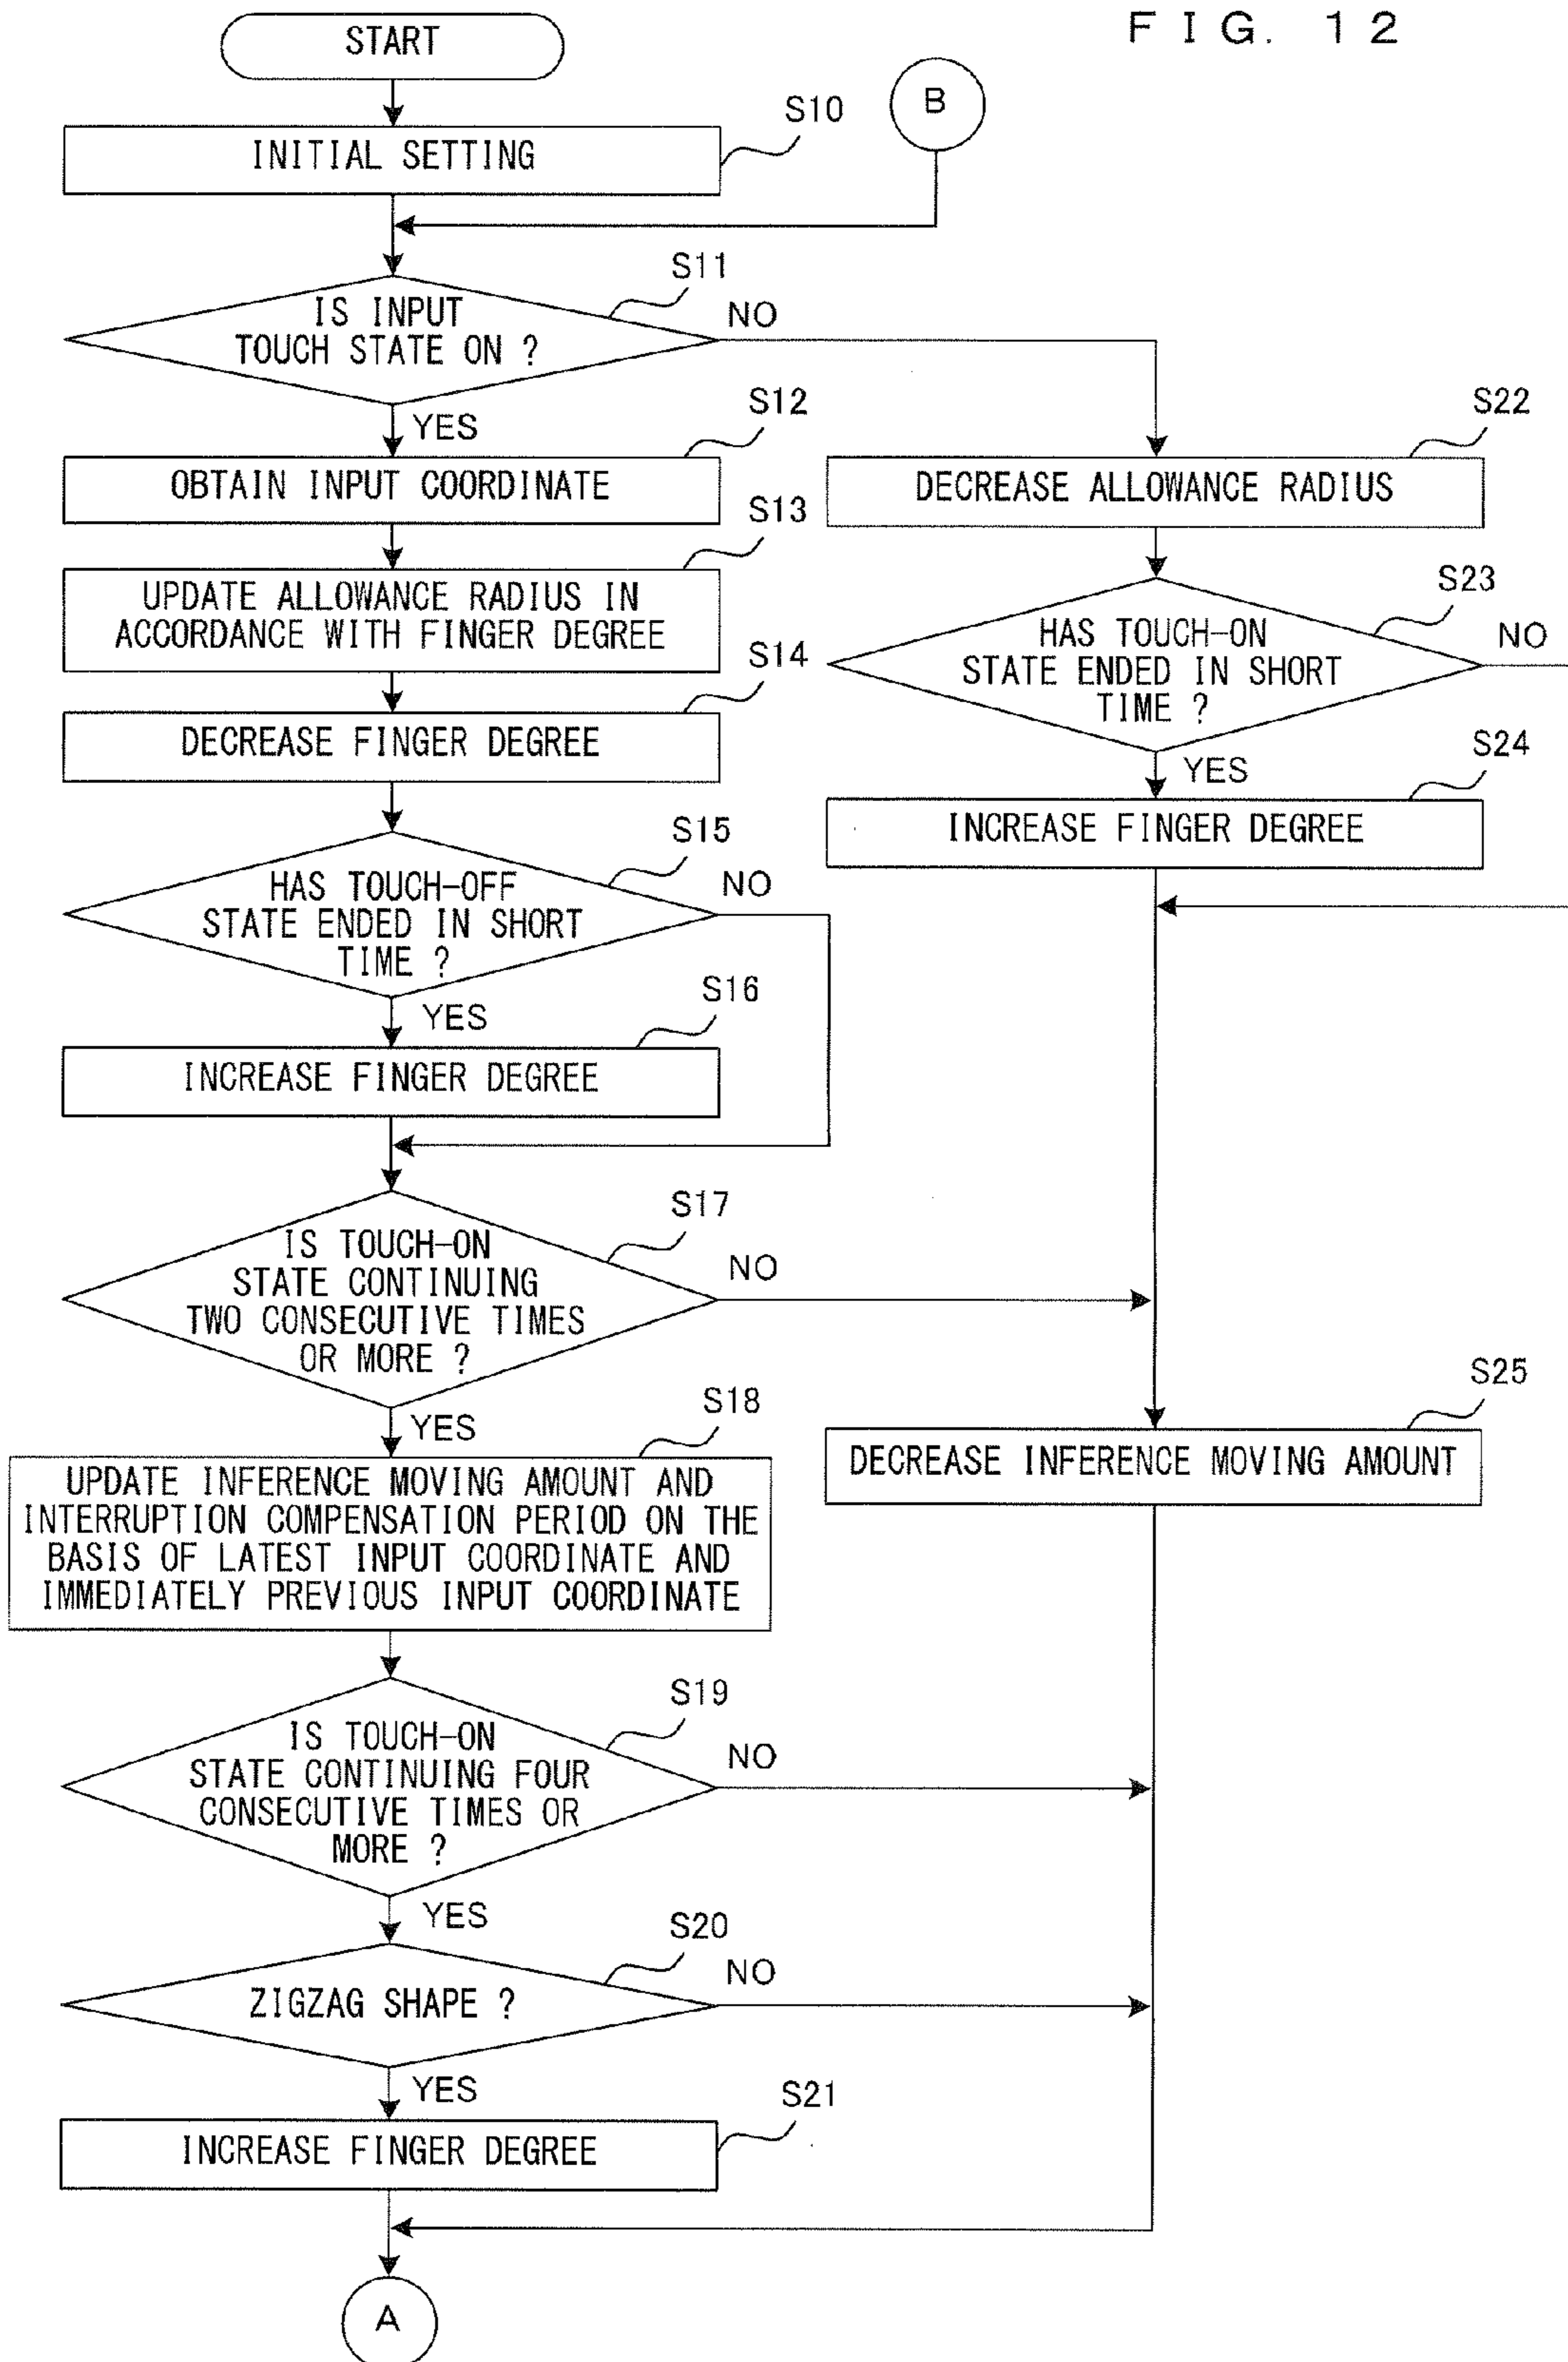 FIG. 12
START
B
S10
INITIAL SETTING
S11
IS INPUT
TOUCH STATE ON ?
NO
YES
S12
OBTAIN INPUT COORDINATE
S13
UPDATE ALLOWANCE RADIUS IN
ACCORDANCE WITH FINGER DEGREE
S14
DECREASE FINGER DEGREE
S15
HAS TOUCH-OFF
STATE ENDED IN SHORT
TIME ?
NO
YES
S16
INCREASE FINGER DEGREE
S17
IS TOUCH-ON
STATE CONTINUING
TWO CONSECUTIVE TIMES
OR MORE ?
NO
YES
S18
UPDATE INFERENCE MOVING AMOUNT AND
INTERRUPTION COMPENSATION PERIOD ON THE
BASIS OF LATEST INPUT COORDINATE AND
IMMEDIATELY PREVIOUS INPUT COORDINATE
S19
IS TOUCH-ON
STATE CONTINUING FOUR
CONSECUTIVE TIMES OR
MORE ?
NO
YES
S20
ZIGZAG SHAPE ?
NO
YES
S21
INCREASE FINGER DEGREE
A
S22
DECREASE ALLOWANCE RADIUS
S23
HAS TOUCH-ON
STATE ENDED IN SHORT
TIME ?
NO
YES
S24
INCREASE FINGER DEGREE
S25
DECREASE INFERENCE MOVING AMOUNT